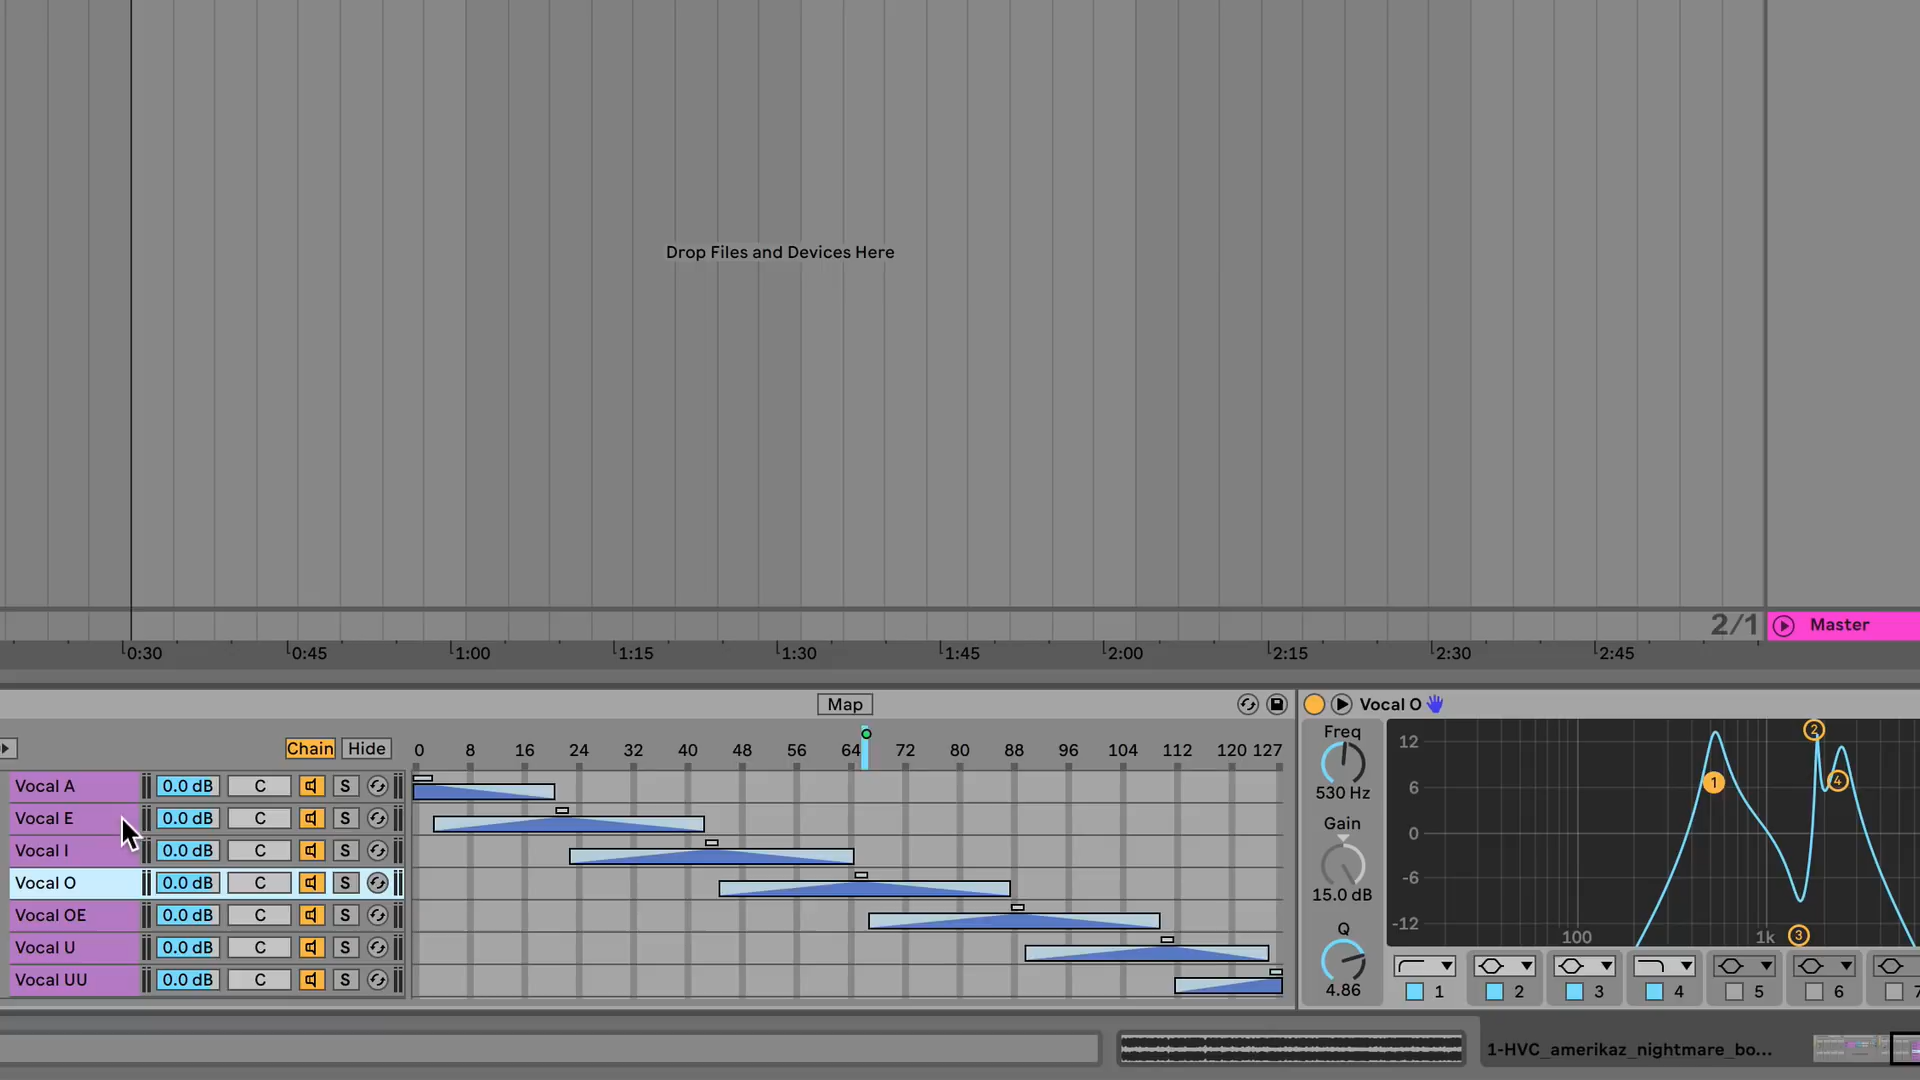 Drop Files and Devices Here
2/1 Master
0:30 0:45 1:00 1:15 1:30 1:45 2:00 2:15 2:30 2:45
Map Vocal O
Freq
Chain Hide 0 8 16 24 32 40 48 56 64 72 80 88 96 104 112 120 127
530 Hz
Gain
15.0 dB
Q
4.86
Vocal A 0.0 dB C S
Vocal E 0.0 dB C S
Vocal I 0.0 dB C S
Vocal O 0.0 dB C S
Vocal OE 0.0 dB C S
Vocal U 0.0 dB C S
Vocal UU 0.0 dB C S
12
6
0
-6
-12
100 1k
1 2 3 4
1 2 3 4 5 6 7
1-HVC_amerikaz_nightmare_bo...